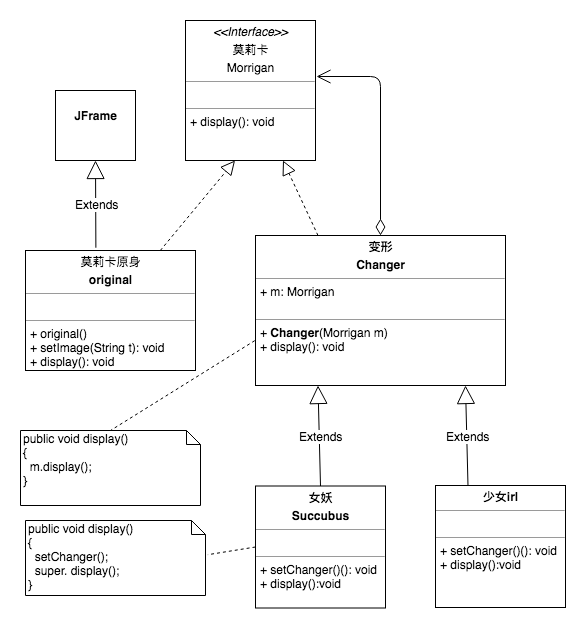 <<Interface>>
莫莉卡
Morrigan
+ display(): void
JFrame
Extends
莫莉卡原身
original
+ original()
+ setImage(String t): void
+ display(): void
变形
Changer
+ m: Morrigan
+ Changer(Morrigan m)
+ display(): void
public void display()
{
m.display();
}
Extends
Extends
女妖
Succubus
+ setChanger()(): void
+ display():void
少女irl
+ setChanger()(): void
+ display():void
public void display()
{
setChanger();
super. display();
}